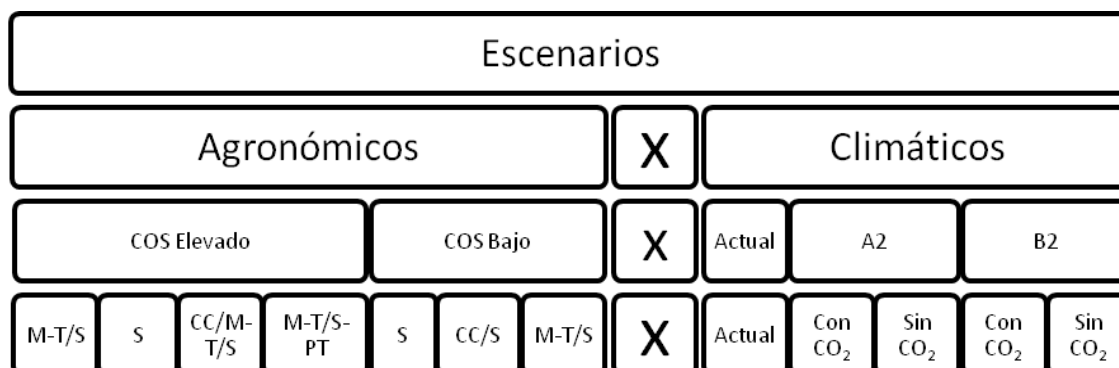 Escenarios
Agronómicos X Climáticos
COS Elevado COS Bajo X Actual A2 B2
M-T/S S CC/M-T/S M-T/S-PT S CC/S M-T/S X Actual Con CO₂ Sin CO₂ Con CO₂ Sin CO₂